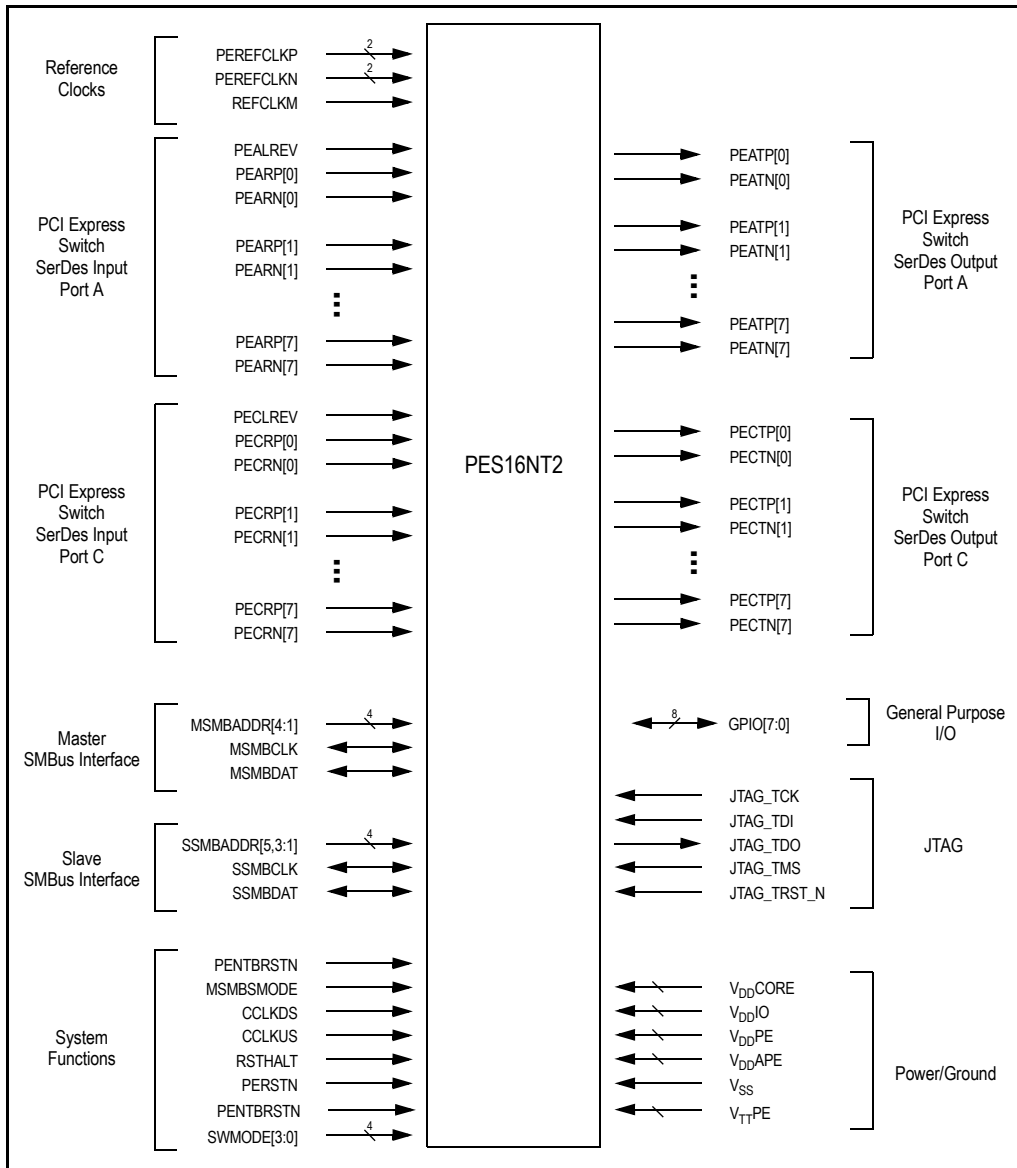 Reference
Clocks
PEREFCLKP
2
PEREFCLKN
2
REFCLKM
PCI Express
Switch
SerDes Input
Port A
PEALREV
PEARP[0]
PEARN[0]
PEARP[1]
PEARN[1]
PEARP[7]
PEARN[7]
PCI Express
Switch
SerDes Input
Port C
PECLREV
PECRP[0]
PECRN[0]
PECRP[1]
PECRN[1]
PECRP[7]
PECRN[7]
Master
SMBus Interface
MSMBADDR[4:1]
4
MSMBCLK
MSMBDAT
Slave
SMBus Interface
SSMBADDR[5,3:1]
4
SSMBCLK
SSMBDAT
System
Functions
PENTBRSTN
MSMBSMODE
CCLKDS
CCLKUS
RSTHALT
PERSTN
PENTBRSTN
SWMODE[3:0]
4
PES16NT2
PEATP[0]
PEATN[0]
PEATP[1]
PEATN[1]
PEATP[7]
PEATN[7]
PCI Express
Switch
SerDes Output
Port A
PECTP[0]
PECTN[0]
PECTP[1]
PECTN[1]
PECTP[7]
PECTN[7]
PCI Express
Switch
SerDes Output
Port C
8
GPIO[7:0]
General Purpose
I/O
JTAG_TCK
JTAG_TDI
JTAG_TDO
JTAG_TMS
JTAG_TRST_N
JTAG
VDDCORE
VDDIO
VDDPE
VDDAPE
VSS
VTTPE
Power/Ground